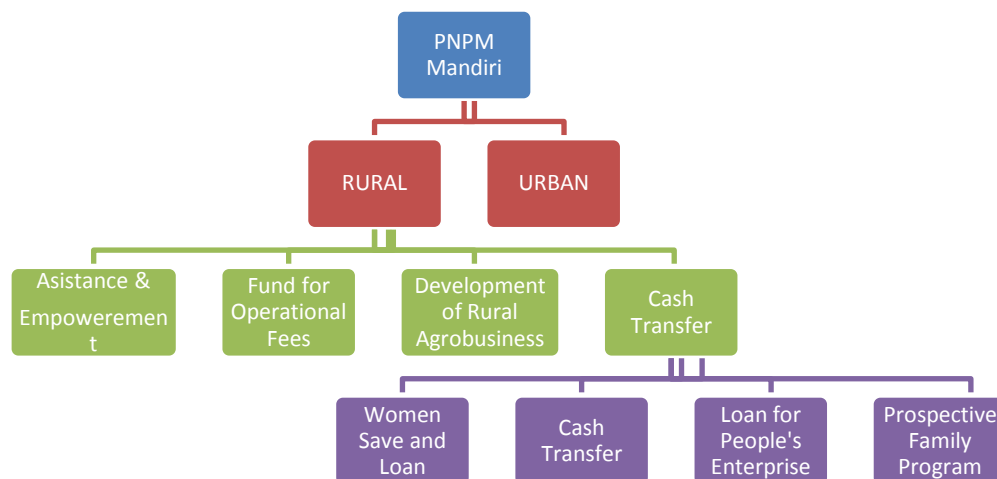 PNPM
Mandiri
RURAL
URBAN
Asistance &
Empoweremen
t
Fund for
Operational
Fees
Development
of Rural
Agrobusiness
Cash
Transfer
Women
Save and
Loan
Cash
Transfer
Loan for
People's
Enterprise
Prospective
Family
Program